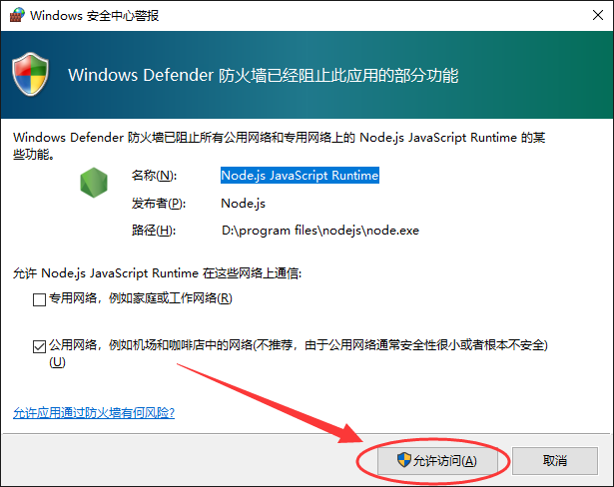 Windows 安全中心警报
Windows Defender 防火墙已经阻止此应用的部分功能
Windows Defender 防火墙已阻止所有公用网络和专用网络上的 Node.js JavaScript Runtime 的某
些功能。
名称(N): Node.js JavaScript Runtime
发布者(P): Node.js
路径(H): D:\program files\nodejs\node.exe
允许 Node.js JavaScript Runtime 在这些网络上通信:
专用网络，例如家庭或工作网络(R)
公用网络，例如机场和咖啡店中的网络(不推荐，由于公用网络通常安全性很小或者根本不安全)
(U)
允许应用通过防火墙有何风险?
允许访问(A) 取消